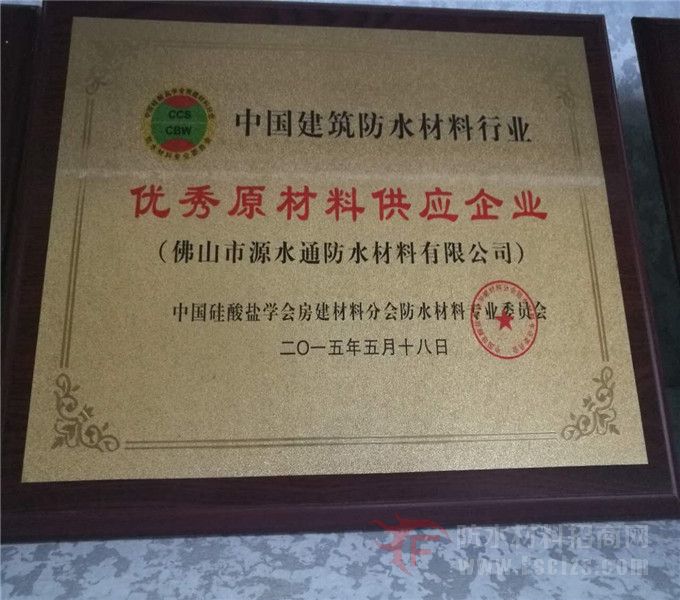 CCS
CBW
中国建筑防水材料行业
优秀原材料供应企业
（佛山市源水通防水材料有限公司）
中国硅酸盐学会房建材料分会防水材料专业委员会
二〇一五年五月十八日
防水材料招商网